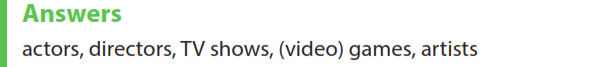 Answers
actors, directors, TV shows, (video) games, artists